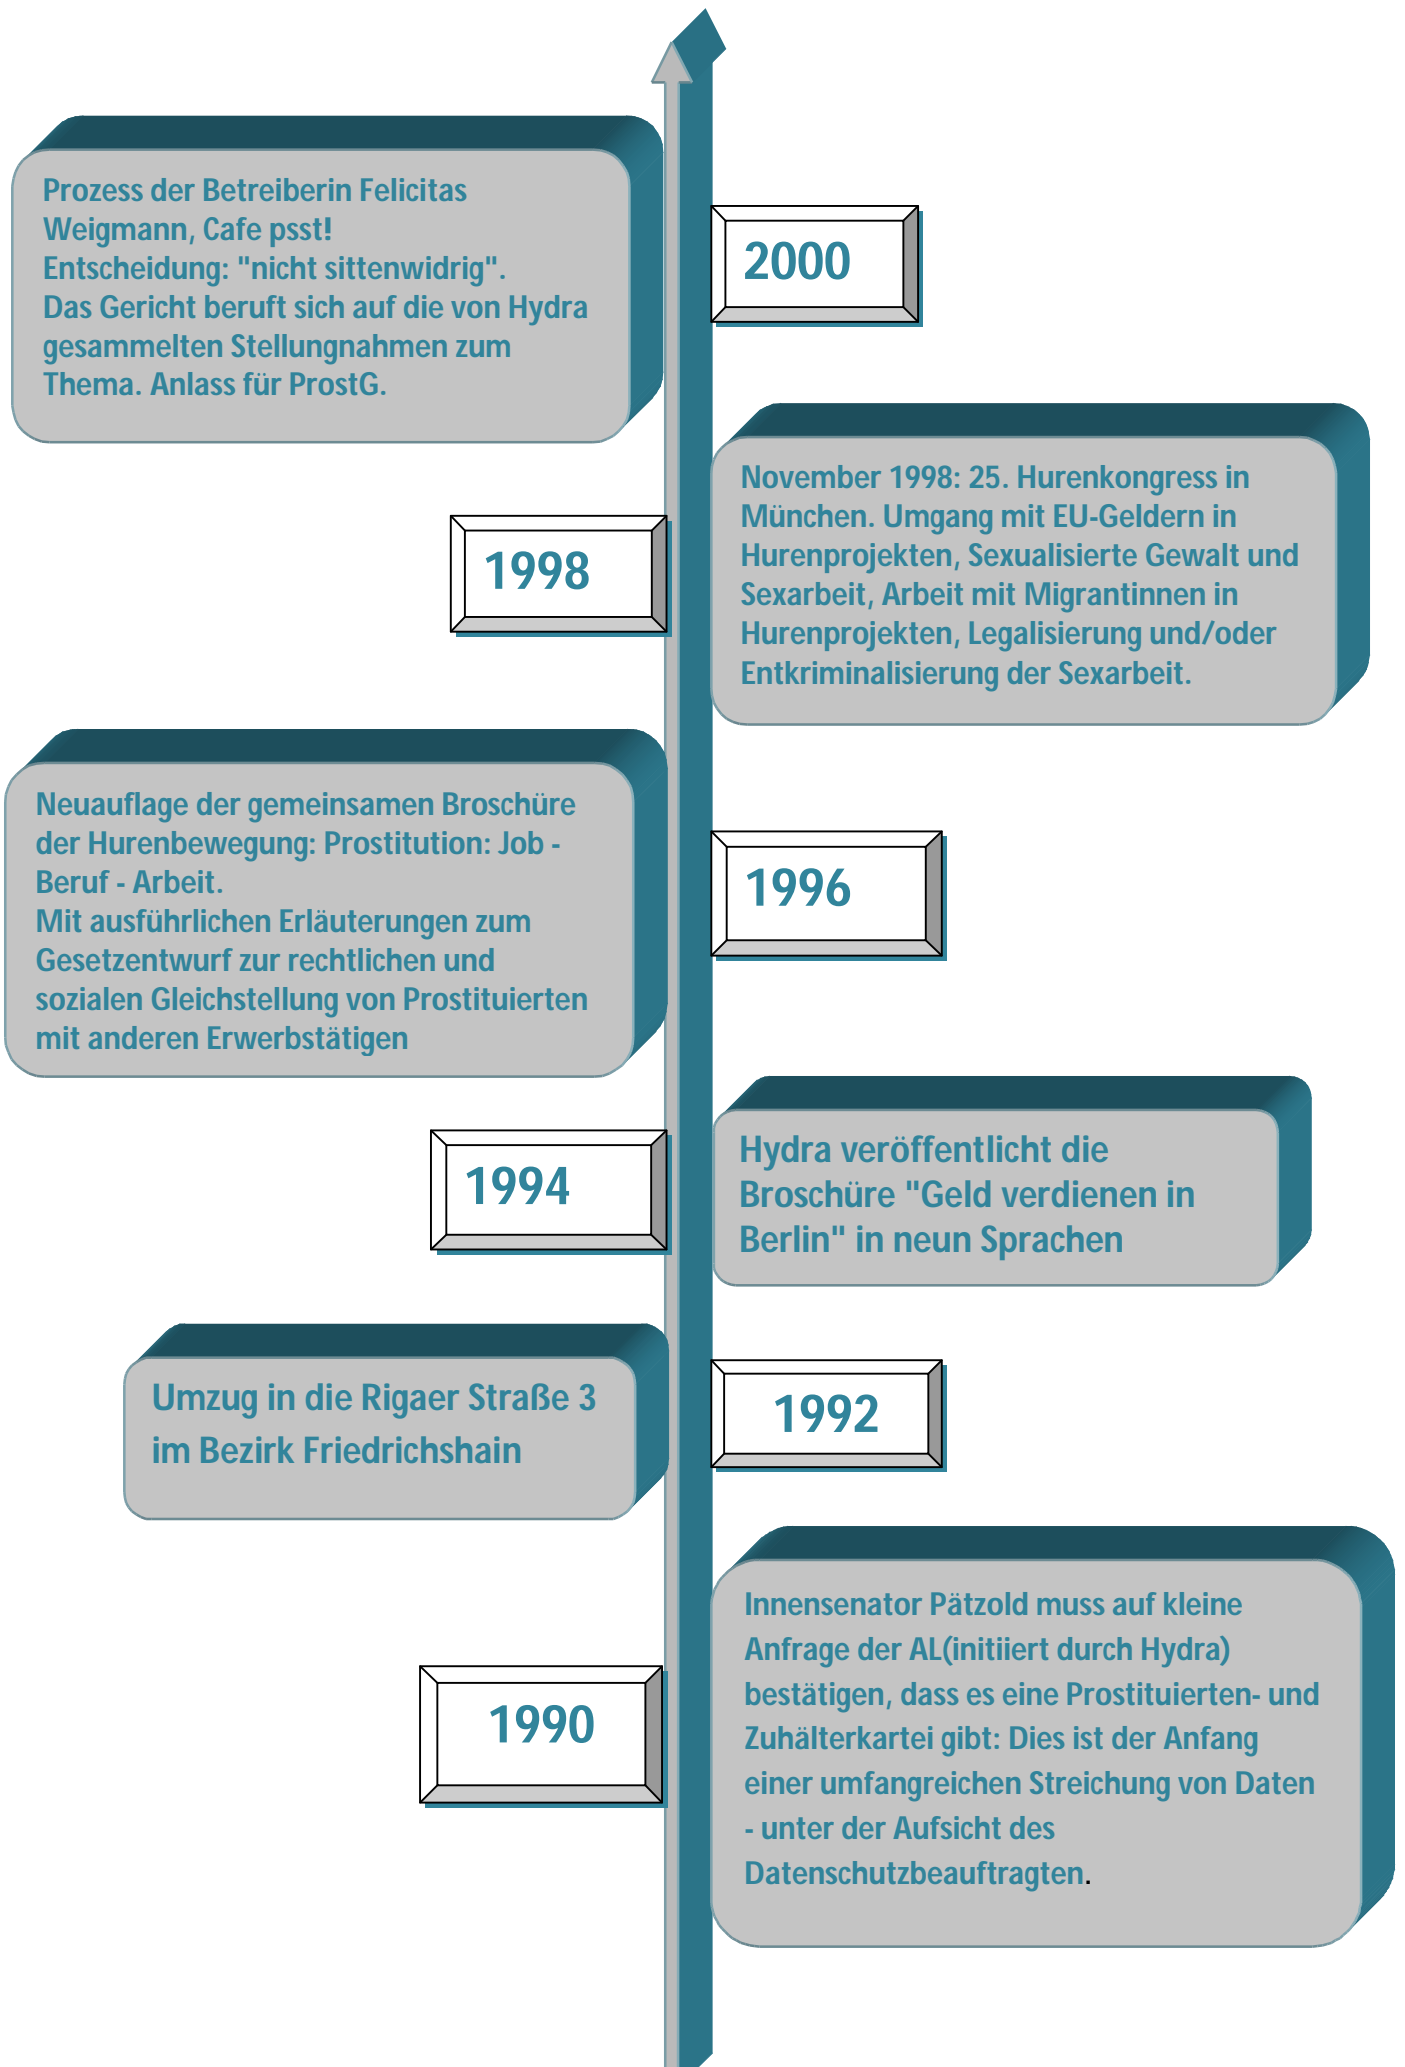 Prozess der Betreiberin Felicitas
Weigmann, Cafe psst!
Entscheidung: "nicht sittenwidrig".
Das Gericht beruft sich auf die von Hydra
gesammelten Stellungnahmen zum
Thema. Anlass für ProstG.
2000
November 1998: 25. Hurenkongress in
München. Umgang mit EU-Geldern in
Hurenprojekten, Sexualisierte Gewalt und
Sexarbeit, Arbeit mit Migrantinnen in
Hurenprojekten, Legalisierung und/oder
Entkriminalisierung der Sexarbeit.
1998
Neuauflage der gemeinsamen Broschüre
der Hurenbewegung: Prostitution: Job -
Beruf - Arbeit.
Mit ausführlichen Erläuterungen zum
Gesetzentwurf zur rechtlichen und
sozialen Gleichstellung von Prostituierten
mit anderen Erwerbstätigen
1996
Hydra veröffentlicht die
Broschüre "Geld verdienen in
Berlin" in neun Sprachen
1994
Umzug in die Rigaer Straße 3
im Bezirk Friedrichshain
1992
Innensenator Pätzold muss auf kleine
Anfrage der AL(initiiert durch Hydra)
bestätigen, dass es eine Prostituierten- und
Zuhälterkartei gibt: Dies ist der Anfang
einer umfangreichen Streichung von Daten
- unter der Aufsicht des
Datenschutzbeauftragten.
1990